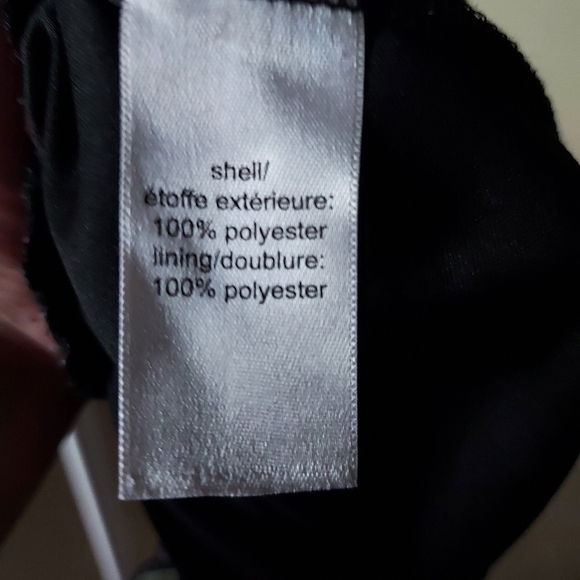 shell/
étoffe extérieure:
100% polyester
lining/doublure:
100% polyester